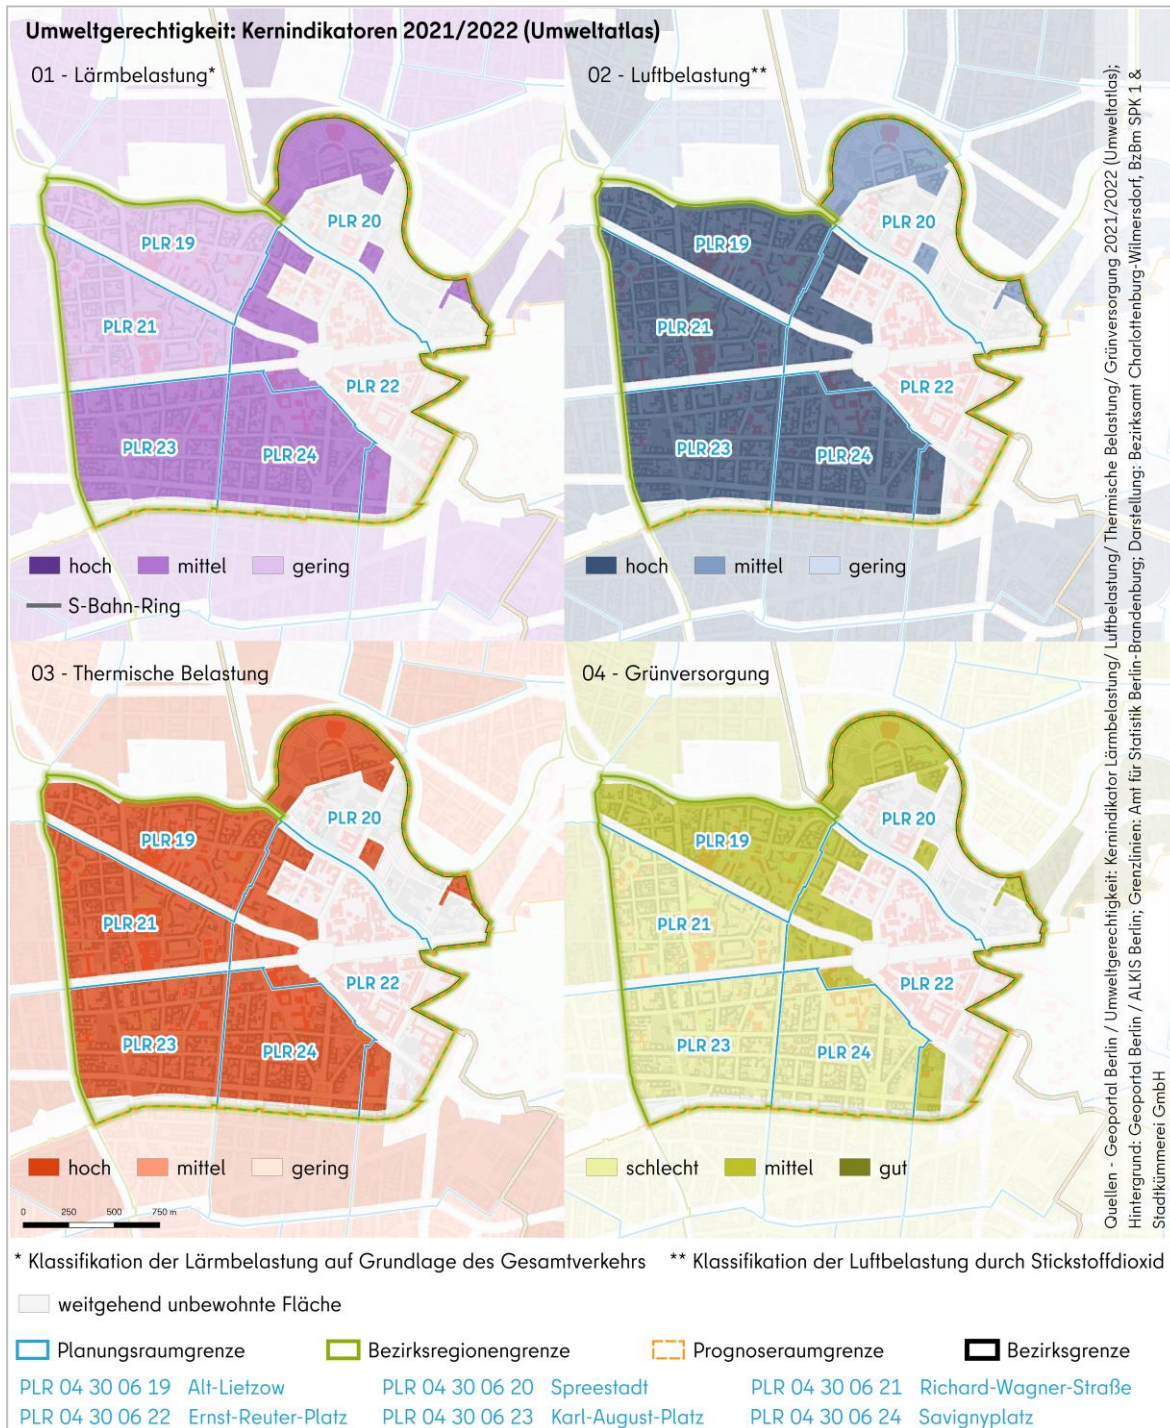 Umweltgerechtigkeit: Kernindikatoren 2021/2022 (Umweltatlas)
01 - Lärmbelastung*
PLR 19
PLR 20
PLR 21
PLR 22
PLR 23
PLR 24
hoch mittel gering
S-Bahn-Ring
02 - Luftbelastung**
PLR 19
PLR 20
PLR 21
PLR 22
PLR 23
PLR 24
hoch mittel gering
03 - Thermische Belastung
PLR 19
PLR 20
PLR 21
PLR 22
PLR 23
PLR 24
hoch mittel gering
0 250 500 750 m
04 - Grünversorgung
PLR 19
PLR 20
PLR 21
PLR 22
PLR 23
PLR 24
schlecht mittel gut
Quellen - Geoportal Berlin / Umweltgerechtigkeit: Kernindikator Lärmbelastung/ Luftbelastung/ Thermische Belastung/ Grünversorgung 2021/2022 (Umweltatlas);
Hintergrund: Geoportal Berlin / ALKIS Berlin; Grenzlinien: Amt für Statistik Berlin-Brandenburg; Darstellung: Bezirksamt Charlottenburg-Wilmersdorf, BzBm SPK 1 &
Stadtkümmerei GmbH
* Klassifikation der Lärmbelastung auf Grundlage des Gesamtverkehrs ** Klassifikation der Luftbelastung durch Stickstoffdioxid
weitgehend unbewohnte Fläche
Planungsraumgrenze Bezirksregionengrenze Prognoseraumgrenze Bezirksgrenze
PLR 04 30 06 19 Alt-Lietzow PLR 04 30 06 20 Spreestadt PLR 04 30 06 21 Richard-Wagner-Straße
PLR 04 30 06 22 Ernst-Reuter-Platz PLR 04 30 06 23 Karl-August-Platz PLR 04 30 06 24 Savignyplatz